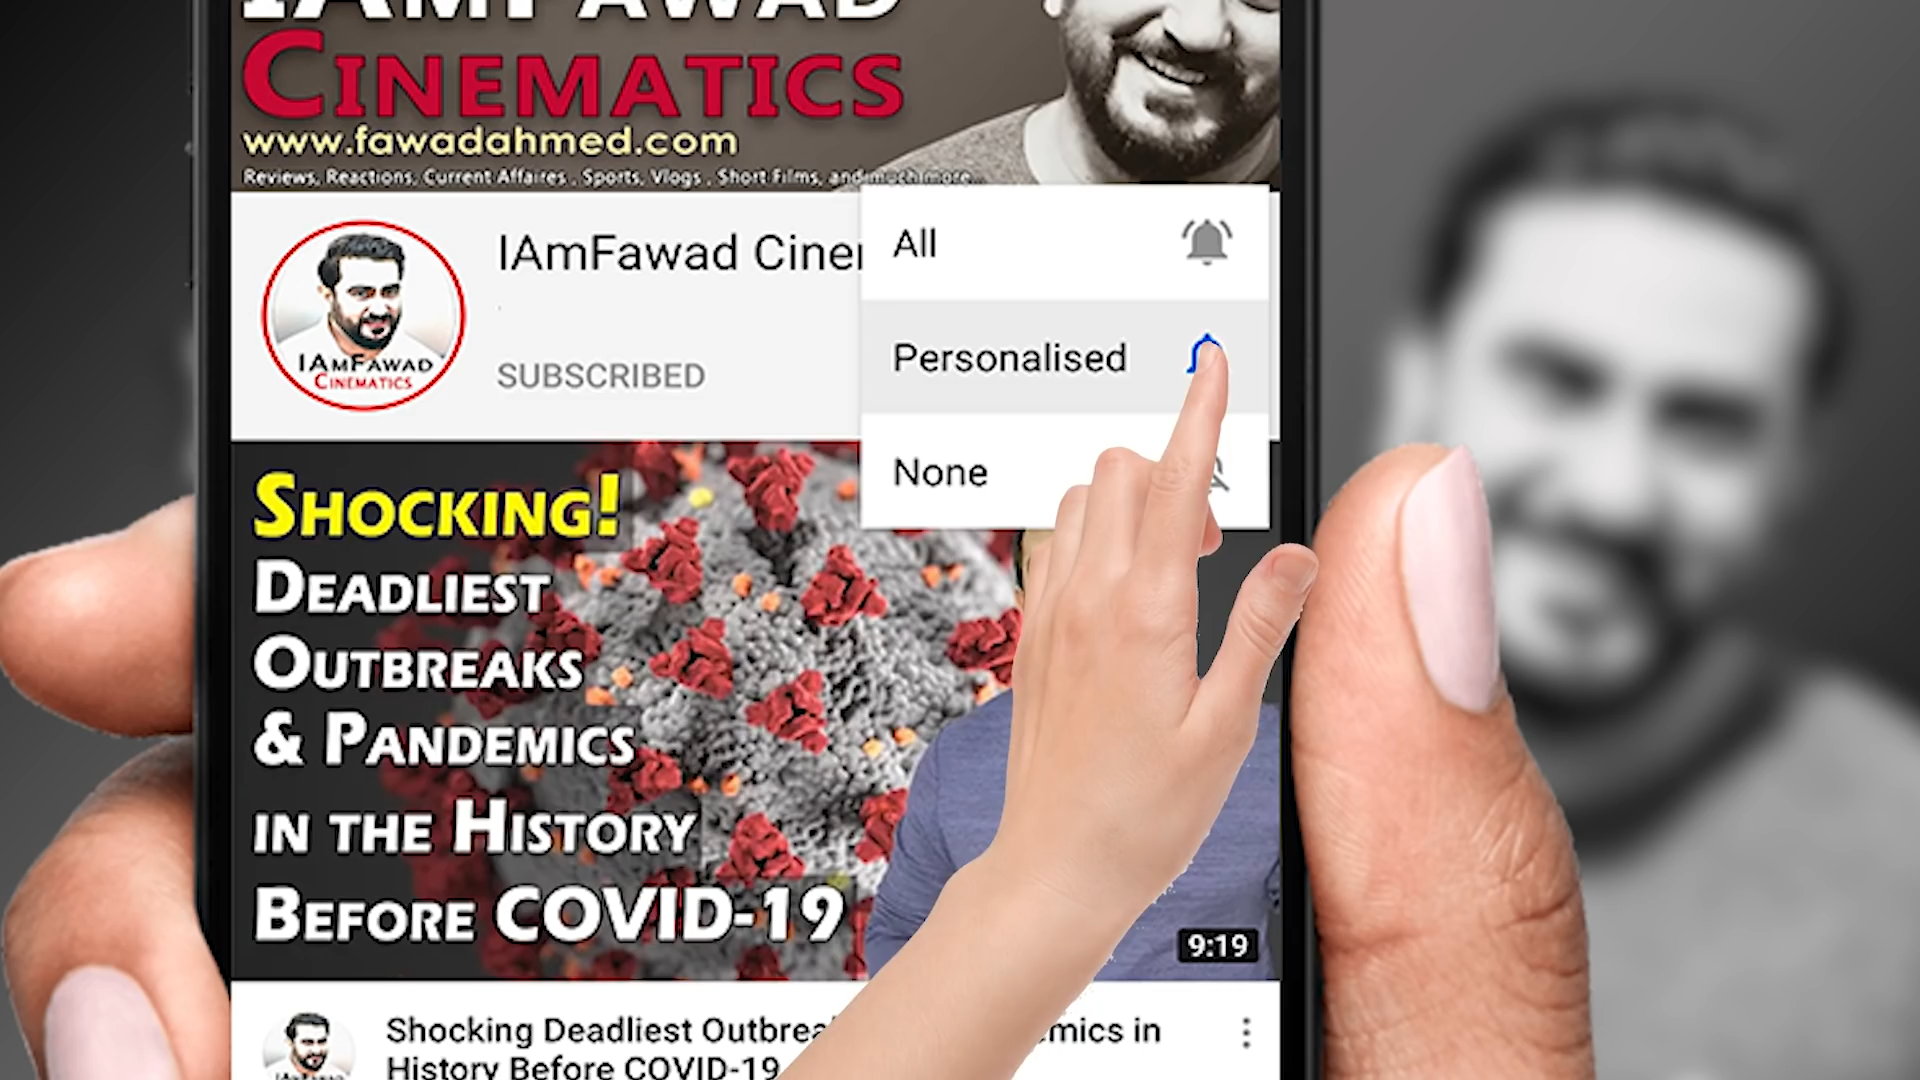 IAMFAWAD
CINEMATICS
www.fawadahmed.com
Reviews, Reactions, Current Affaires , Sports, Vlogs , Short Films, and much more...
IAmFawad Ciner
SUBSCRIBED
IAMFAWAD
CINEMATICS
All
Personalised
None
SHOCKING!
DEADLIEST
OUTBREAKS
& PANDEMICS
IN THE HISTORY
BEFORE COVID-19
9:19
Shocking Deadliest Outbrea mics in
History Before COVID-19